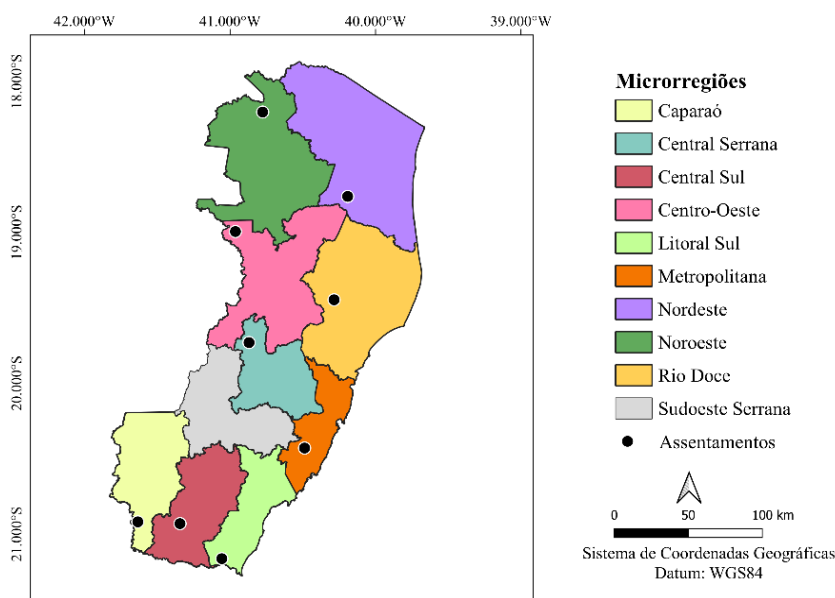 42.000°W 41.000°W 40.000°W 39.000°W
18.000°S
19.000°S
20.000°S
21.000°S
Microrregiões
Caparaó
Central Serrana
Central Sul
Centro-Oeste
Litoral Sul
Metropolitana
Nordeste
Noroeste
Rio Doce
Sudoeste Serrana
Assentamentos
0 50 100 km
Sistema de Coordenadas Geográficas
Datum: WGS84